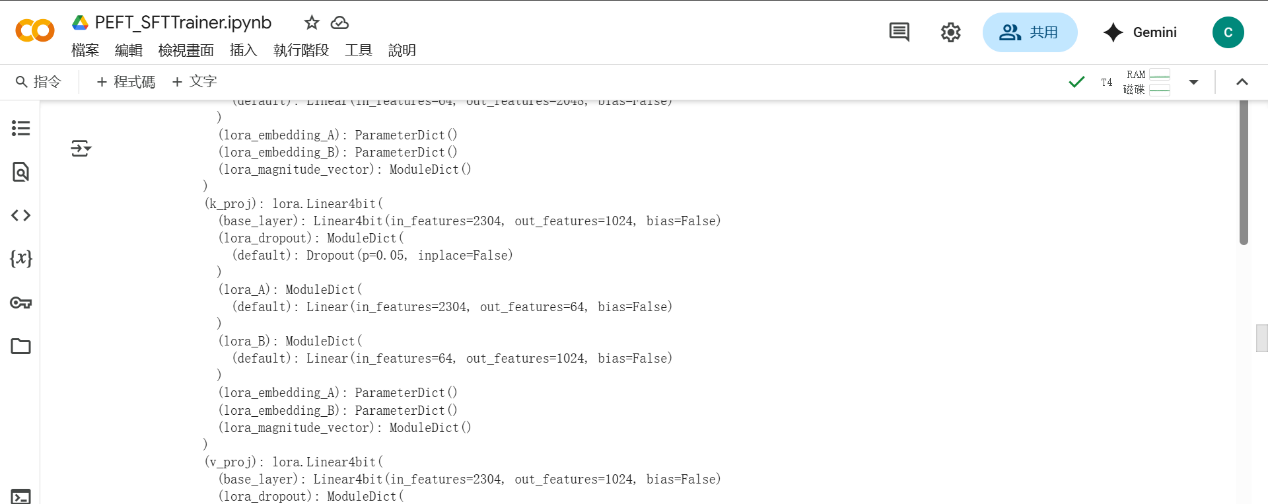 PEFT_SFTTrainer.ipynb
檔案 編輯 檢視畫面 插入 執行階段 工具 說明
共用
Gemini
C
指令 + 程式碼 + 文字
T4
RAM
磁碟
(default): Linear(in_features=64, out_features=2048, bias=False)
)
(lora_embedding_A): ParameterDict()
(lora_embedding_B): ParameterDict()
(lora_magnitude_vector): ModuleDict()
)
(k_proj): lora.Linear4bit(
(base_layer): Linear4bit(in_features=2304, out_features=1024, bias=False)
(lora_dropout): ModuleDict(
(default): Dropout(p=0.05, inplace=False)
)
(lora_A): ModuleDict(
(default): Linear(in_features=2304, out_features=64, bias=False)
)
(lora_B): ModuleDict(
(default): Linear(in_features=64, out_features=1024, bias=False)
)
(lora_embedding_A): ParameterDict()
(lora_embedding_B): ParameterDict()
(lora_magnitude_vector): ModuleDict()
)
(v_proj): lora.Linear4bit(
(base_layer): Linear4bit(in_features=2304, out_features=1024, bias=False)
(lora_dropout): ModuleDict(